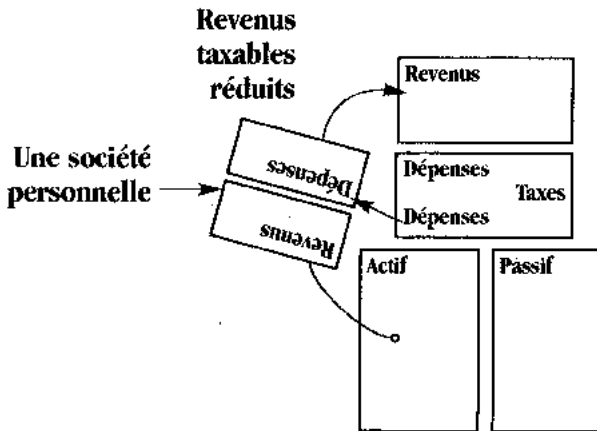 Revenus
taxables
réduits
Une société
personnelle
Dépenses
Revenus
Revenus
Dépenses
Taxes
Dépenses
Actif
Passif